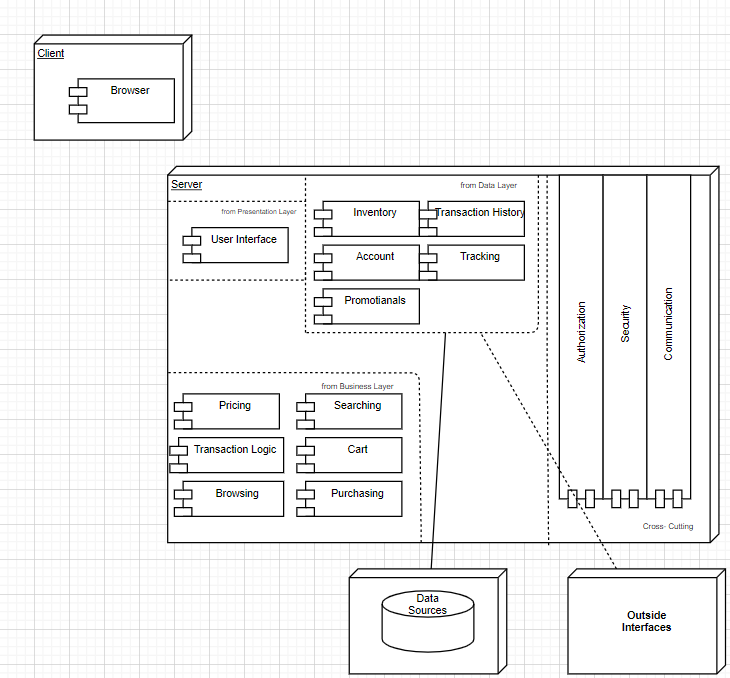 Client
Browser
Server
from Data Layer
from Presentation Layer
Inventory
Transaction History
User Interface
Account
Tracking
Promotianals
Authorization
Security
Communication
from Business Layer
Pricing
Searching
Transaction Logic
Cart
Browsing
Purchasing
Cross- Cutting
Data
Sources
Outside
Interfaces